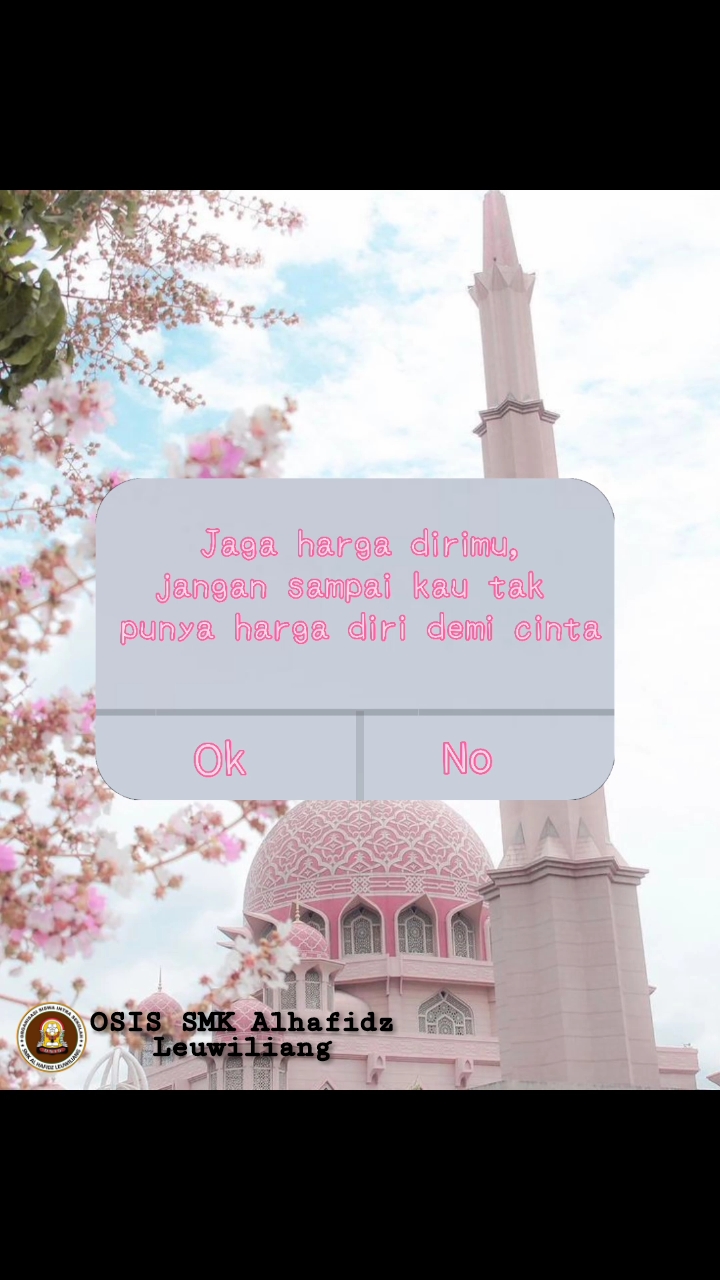 Jaga harga dirimu,
jangan sampai kau tak
punya harga diri demi cinta
Ok
No
OSIS SMK Alhafidz
Leuwiliang